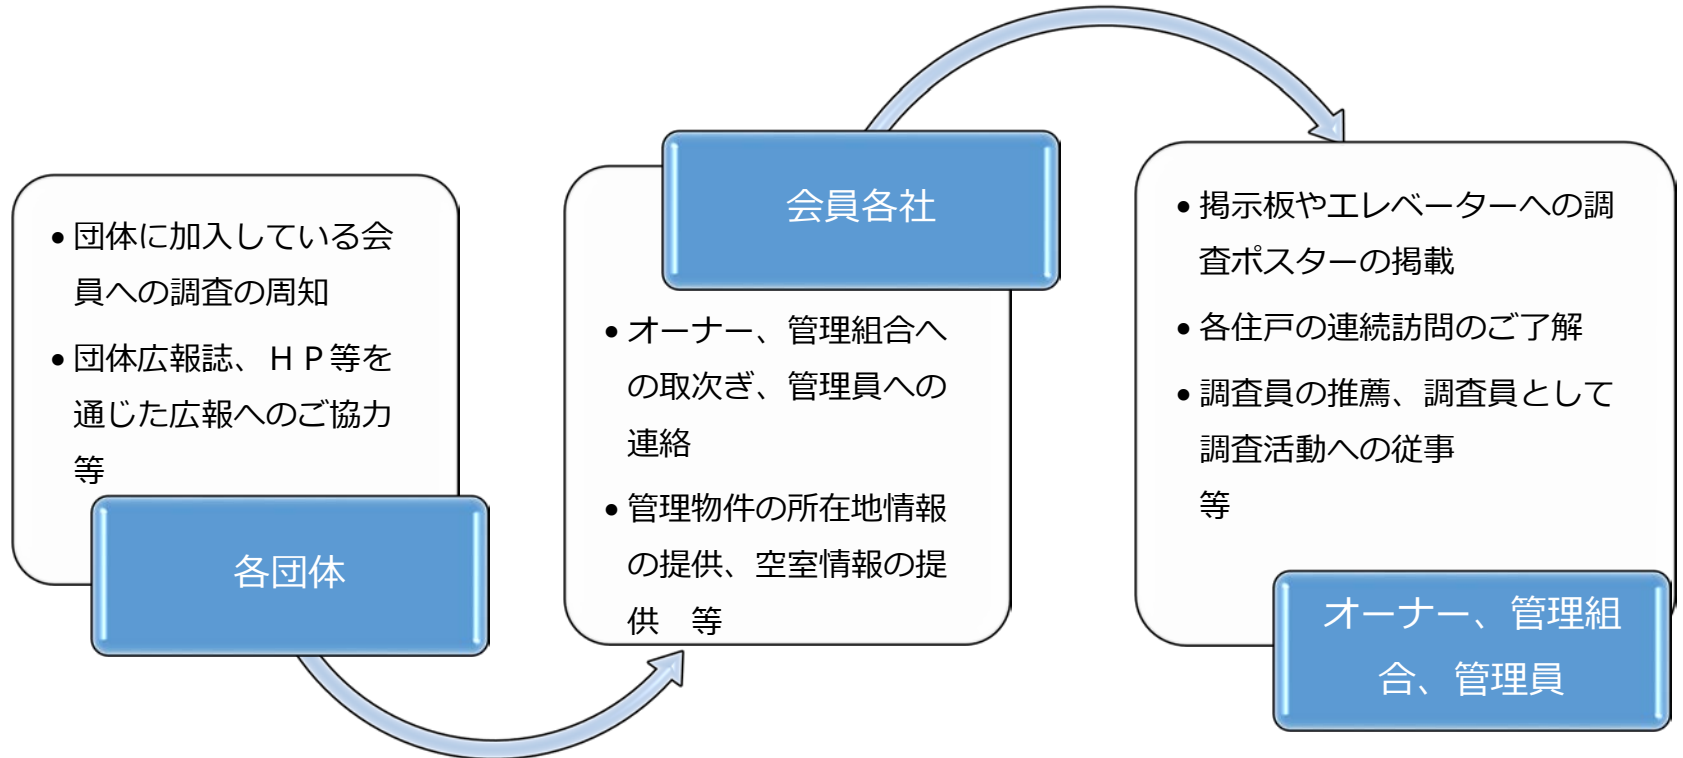 • 団体に加入している会
員への調査の周知
• 団体広報誌、ＨＰ等を
通じた広報へのご協力
等
各団体
会員各社
• オーナー、管理組合へ
の取次ぎ、管理員への
連絡
• 管理物件の所在地情報
の提供、空室情報の提
供　等
• 掲示板やエレベーターへの調
査ポスターの掲載
• 各住戸の連続訪問のご了解
• 調査員の推薦、調査員として
調査活動への従事
等
オーナー、管理組
合、管理員